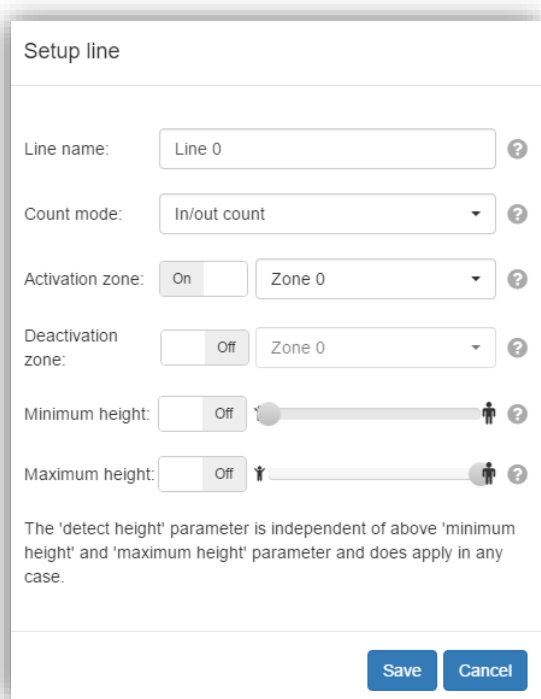 Setup line
Line name: Line 0 ?
Count mode: In/out count ?
Activation zone: On Zone 0 ?
Deactivation
zone: Off Zone 0 ?
Minimum height: Off ?
Maximum height: Off ?
The 'detect height' parameter is independent of above 'minimum
height' and 'maximum height' parameter and does apply in any
case.
Save Cancel